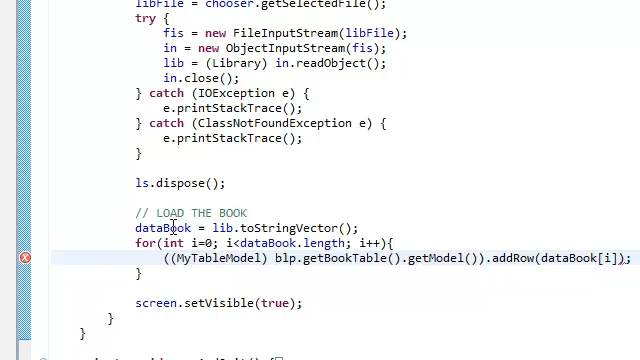 libFile = chooser.getSelectedFile();
try {
fis = new FileInputStream(libFile);
in = new ObjectInputStream(fis);
lib = (Library) in.readObject();
in.close();
} catch (IOException e) {
e.printStackTrace();
} catch (ClassNotFoundException e) {
e.printStackTrace();
}
ls.dispose();
// LOAD THE BOOK
dataBook = lib.toStringVector();
for(int i=0; i<dataBook.length; i++){
((MyTableModel) blp.getBookTable().getModel()).addRow(dataBook[i]);
}
screen.setVisible(true);
}
}